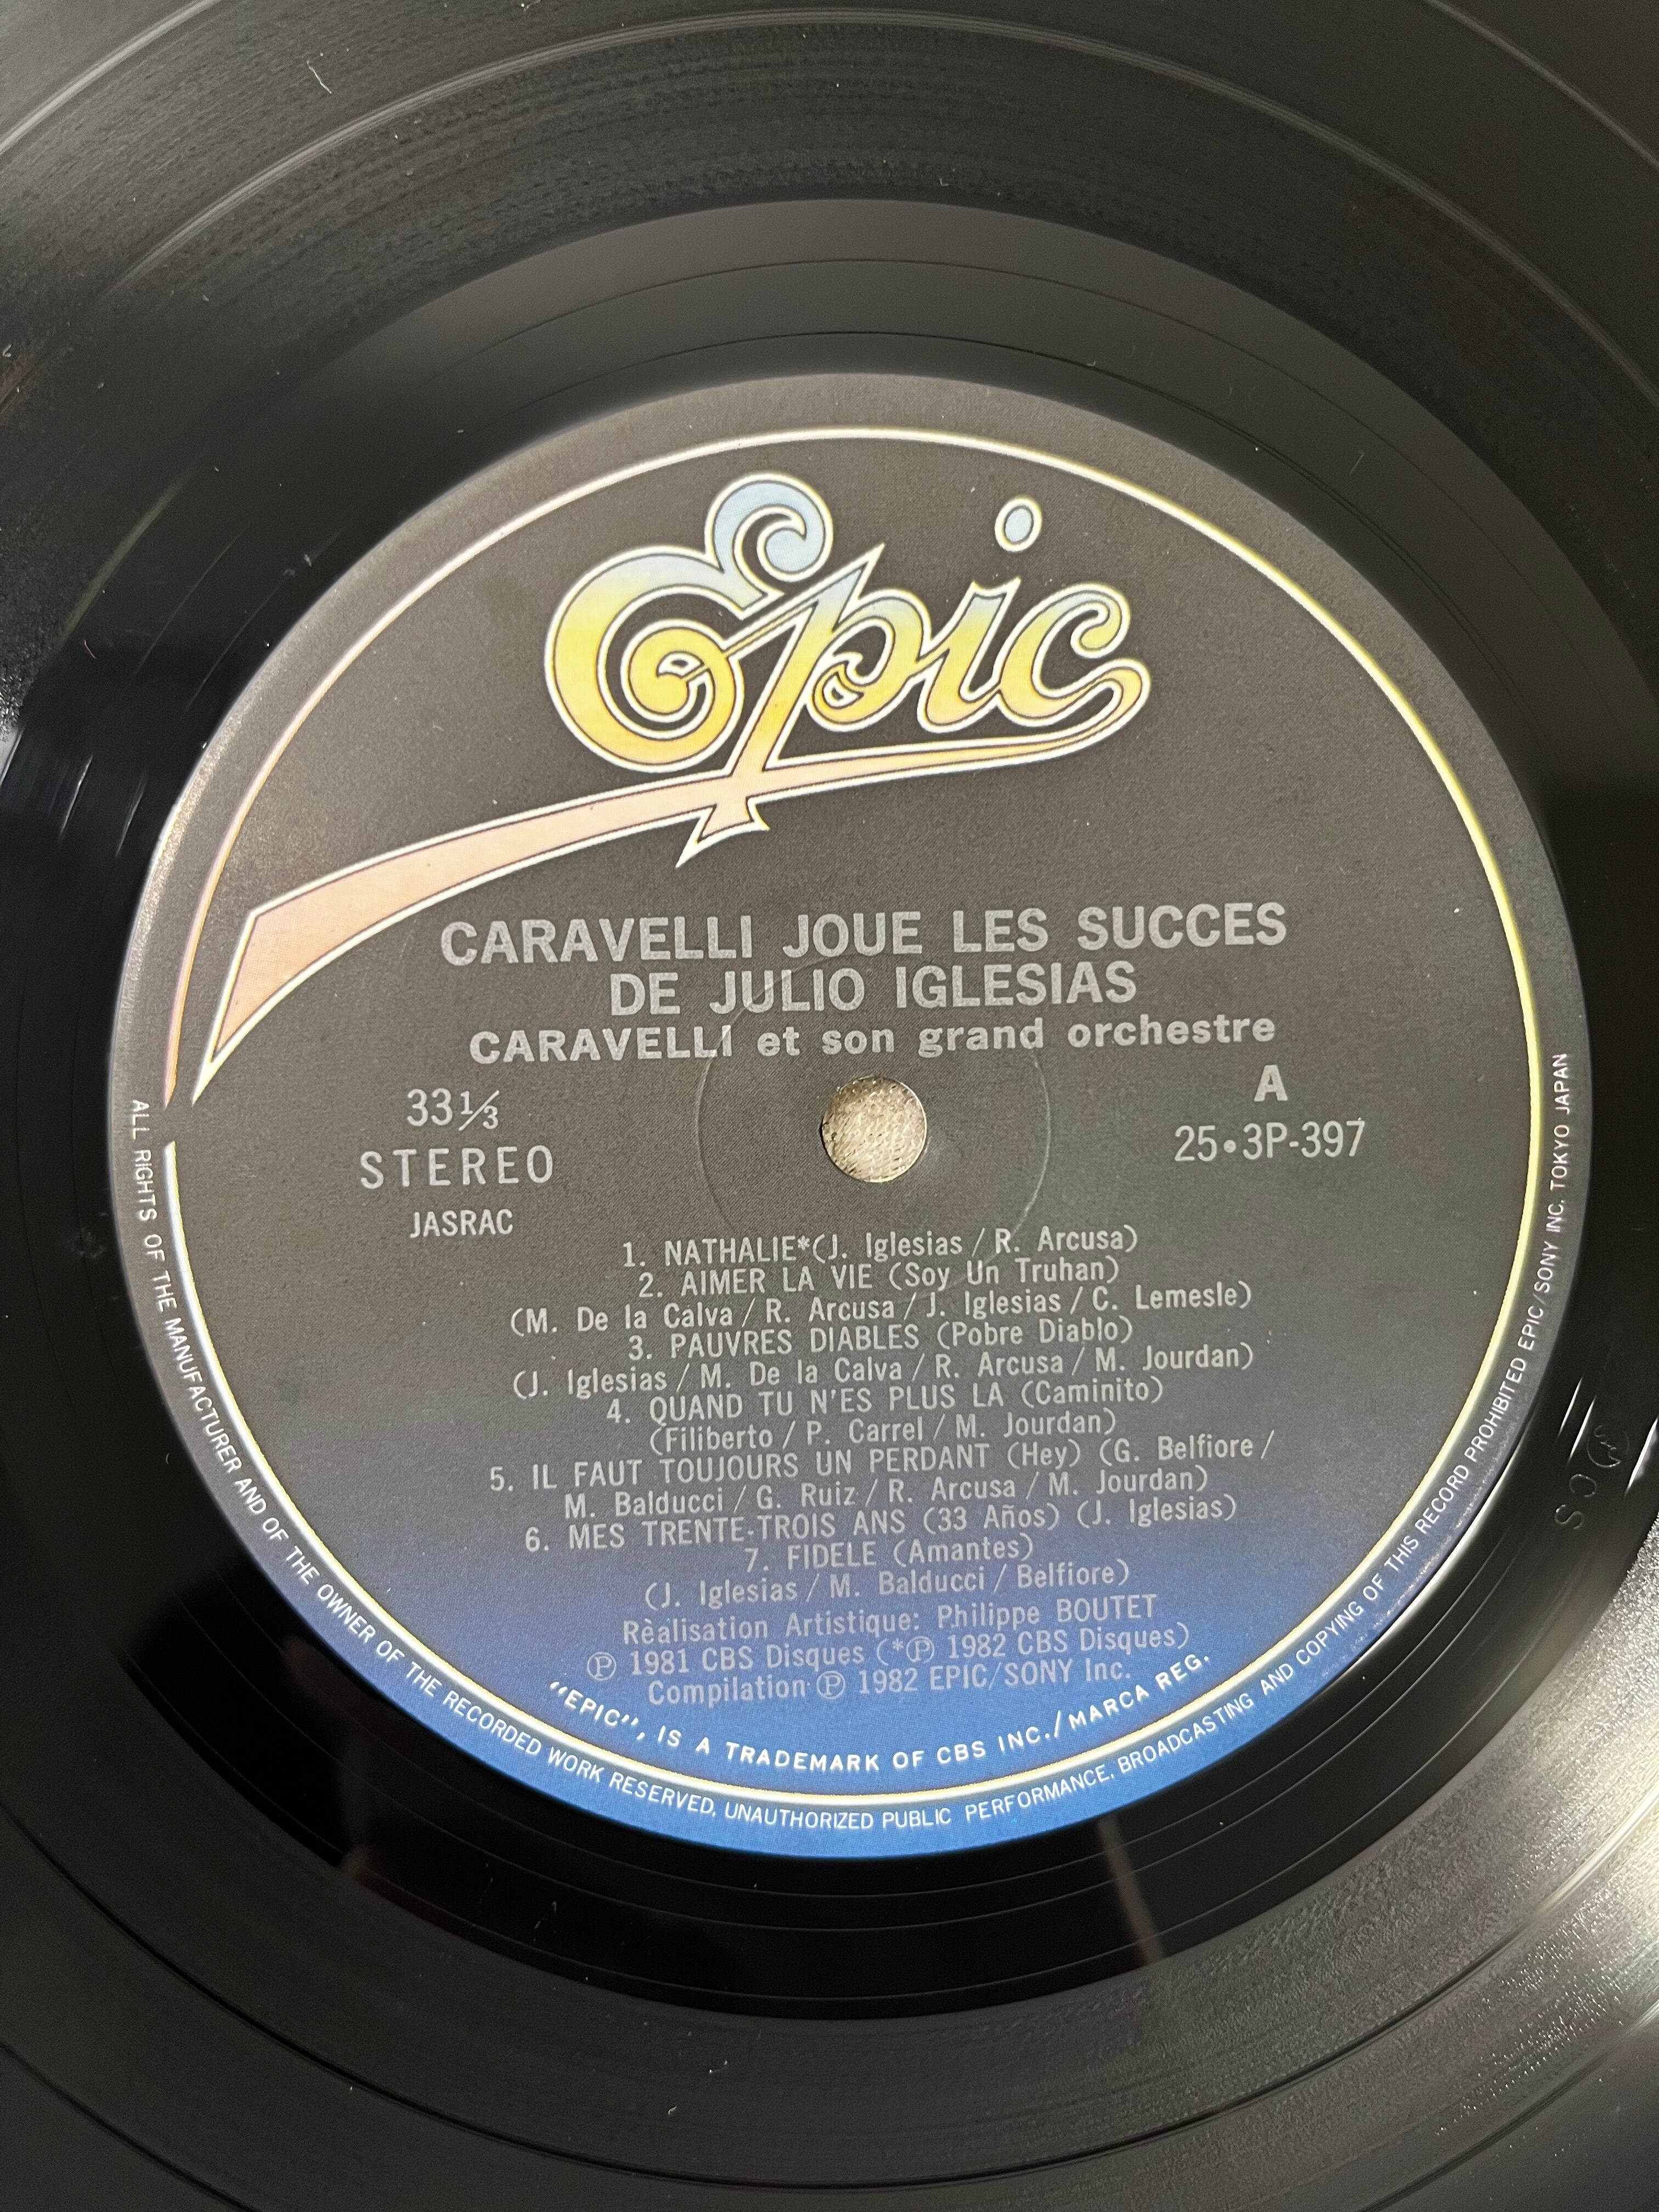 Epic
CARAVELLI JOUE LES SUCCES
DE JULIO IGLESIAS
CARAVELLI et son grand orchestre
33 1/3
STEREO
JASRAC
A
25•3P-397
1. NATHALIE*(J. Iglesias / R. Arcusa)
2. AIMER LA VIE (Soy Un Truhan)
(M. De la Calva / R. Arcusa / J. Iglesias / C. Lemesle)
3. PAUVRES DIABLES (Pobre Diablo)
(J. Iglesias / M. De la Calva / R. Arcusa / M. Jourdan)
4. QUAND TU N'ES PLUS LA (Caminito)
(Filiberto / P. Carrel / M. Jourdan)
5. IL FAUT TOUJOURS UN PERDANT (Hey) (G. Belfiore /
M. Balducci / G. Ruiz / R. Arcusa / M. Jourdan)
6. MES TRENTE-TROIS ANS (33 Años) (J. Iglesias)
7. FIDELE (Amantes)
(J. Iglesias / M. Balducci / Belfiore)
Rèalisation Artistique: Philippe BOUTET
Ⓟ 1981 CBS Disques (*Ⓟ 1982 CBS Disques)
Compilation Ⓟ 1982 EPIC/SONY Inc.
"EPIC", IS A TRADEMARK OF CBS INC./MARCA REG.
ALL RIGHTS OF THE MANUFACTURER AND OF THE OWNER OF THE RECORDED WORK RESERVED, UNAUTHORIZED PUBLIC PERFORMANCE, BROADCASTING AND COPYING OF THIS RECORD PROHIBITED EPIC/SONY INC. TOKYO JAPAN